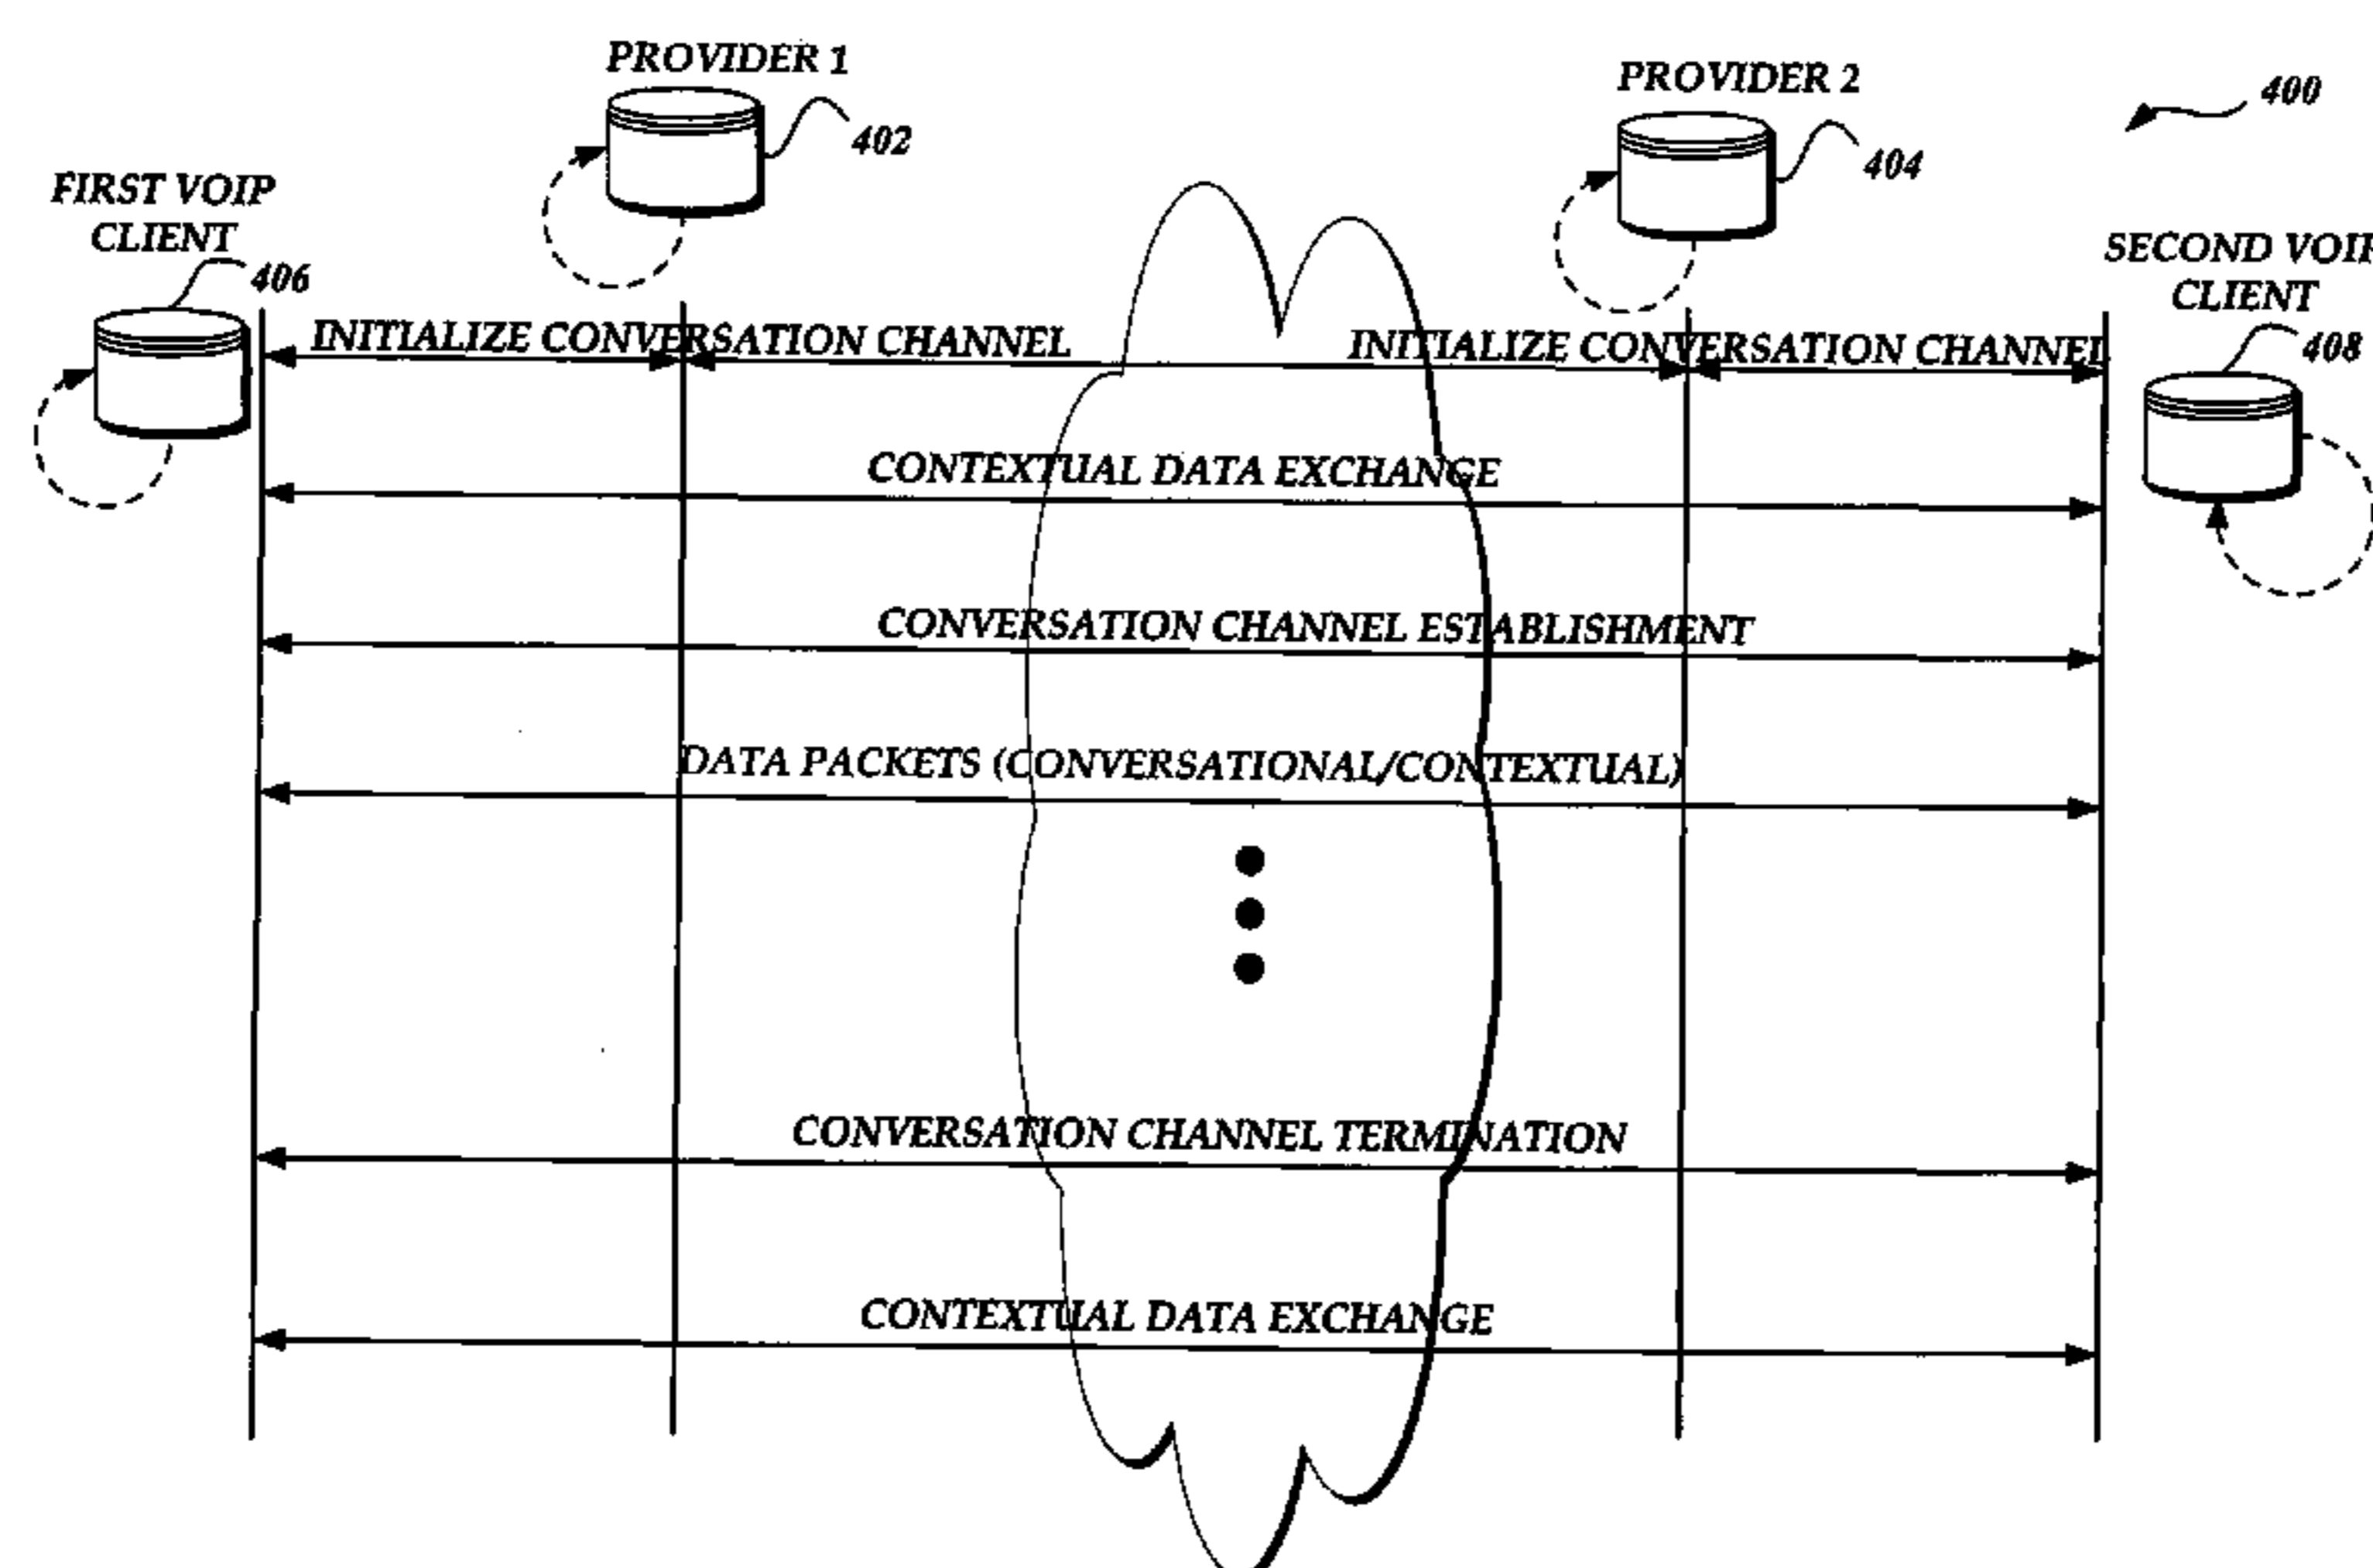 PROVIDER 1
402
PROVIDER 2
404
400
FIRST VOIP
CLIENT
406
SECOND VOIP
CLIENT
408
INITIALIZE CONVERSATION CHANNEL
INITIALIZE CONVERSATION CHANNEL
CONTEXTUAL DATA EXCHANGE
CONVERSATION CHANNEL ESTABLISHMENT
DATA PACKETS (CONVERSATIONAL/CONTEXTUAL)
CONVERSATION CHANNEL TERMINATION
CONTEXTUAL DATA EXCHANGE